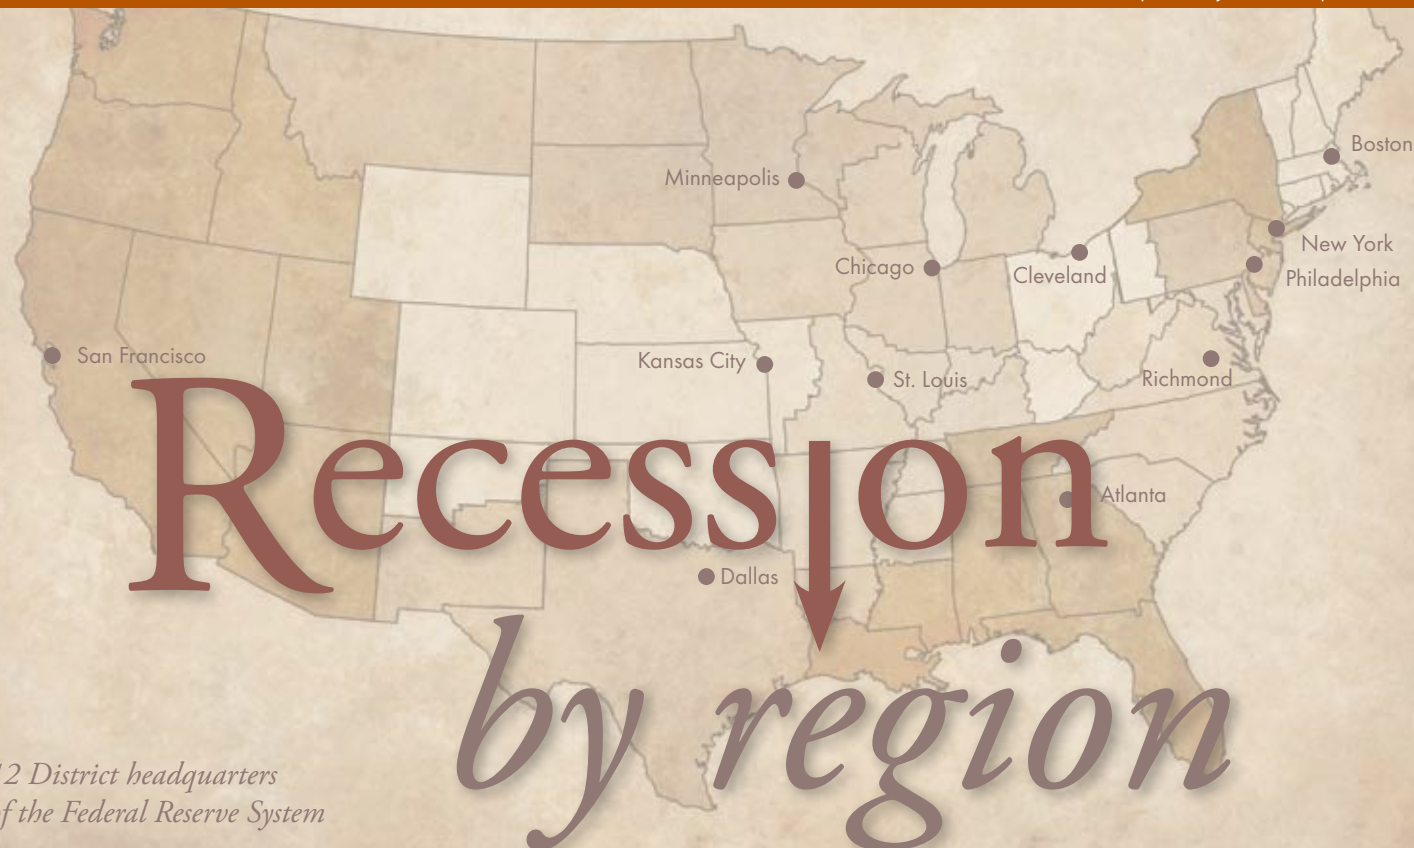 Boston
Minneapolis
New York
Chicago
Cleveland
Philadelphia
San Francisco
Kansas City
St. Louis
Richmond
Recession
Atlanta
Dallas
by region
12 District headquarters
of the Federal Reserve System